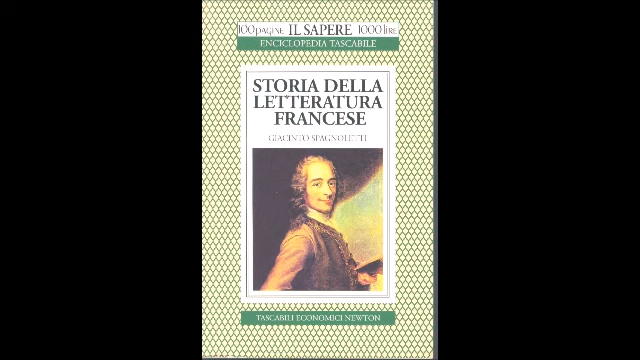 100 pagine IL SAPERE 1000 lire
ENCICLOPEDIA TASCABILE
STORIA DELLA
LETTERATURA
FRANCESE
GIACINTO SPAGNOLETTI
TASCABILI ECONOMICI NEWTON